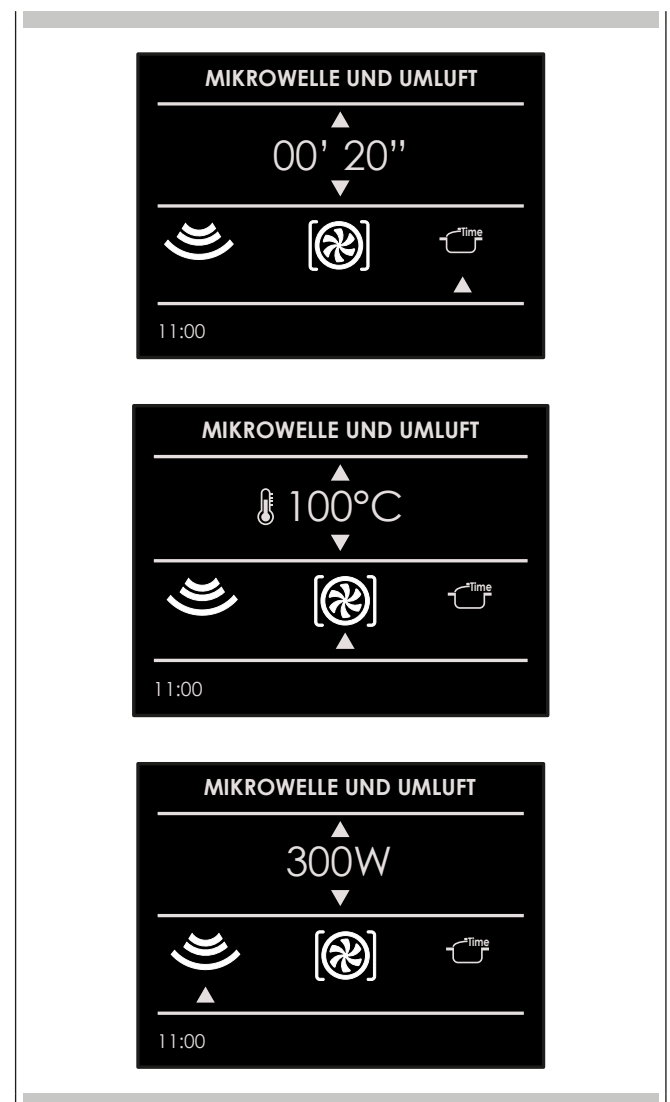 MIKROWELLE UND UMLUFT
00’ 20’’
Time
11:00
MIKROWELLE UND UMLUFT
100°C
Time
11:00
MIKROWELLE UND UMLUFT
300W
Time
11:00